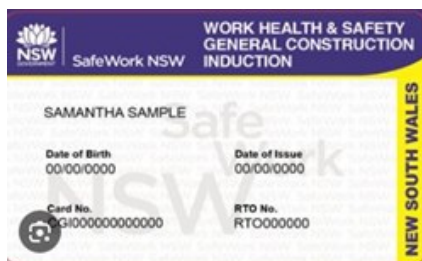 WORK HEALTH & SAFETY
GENERAL CONSTRUCTION
INDUCTION
NSW
GOVERNMENT
SafeWork NSW
SAMANTHA SAMPLE
Safe
Work
NSW
Date of Birth
00/00/0000
Date of Issue
00/00/0000
Card No.
CGI000000000000
RTO No.
RTO000000
NEW SOUTH WALES